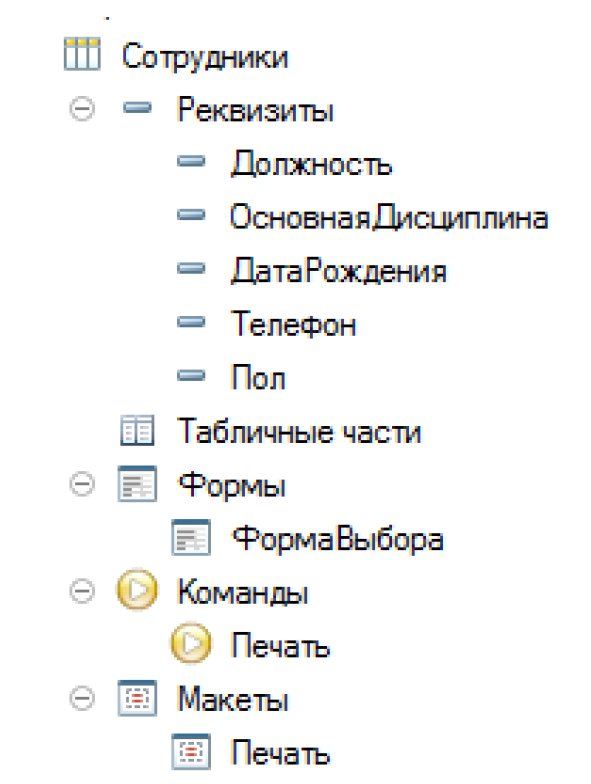 Сотрудники
Реквизиты
Должность
ОсновнаяДисциплина
ДатаРождения
Телефон
Пол
Табличные части
Формы
ФормаВыбора
Команды
Печать
Макеты
Печать